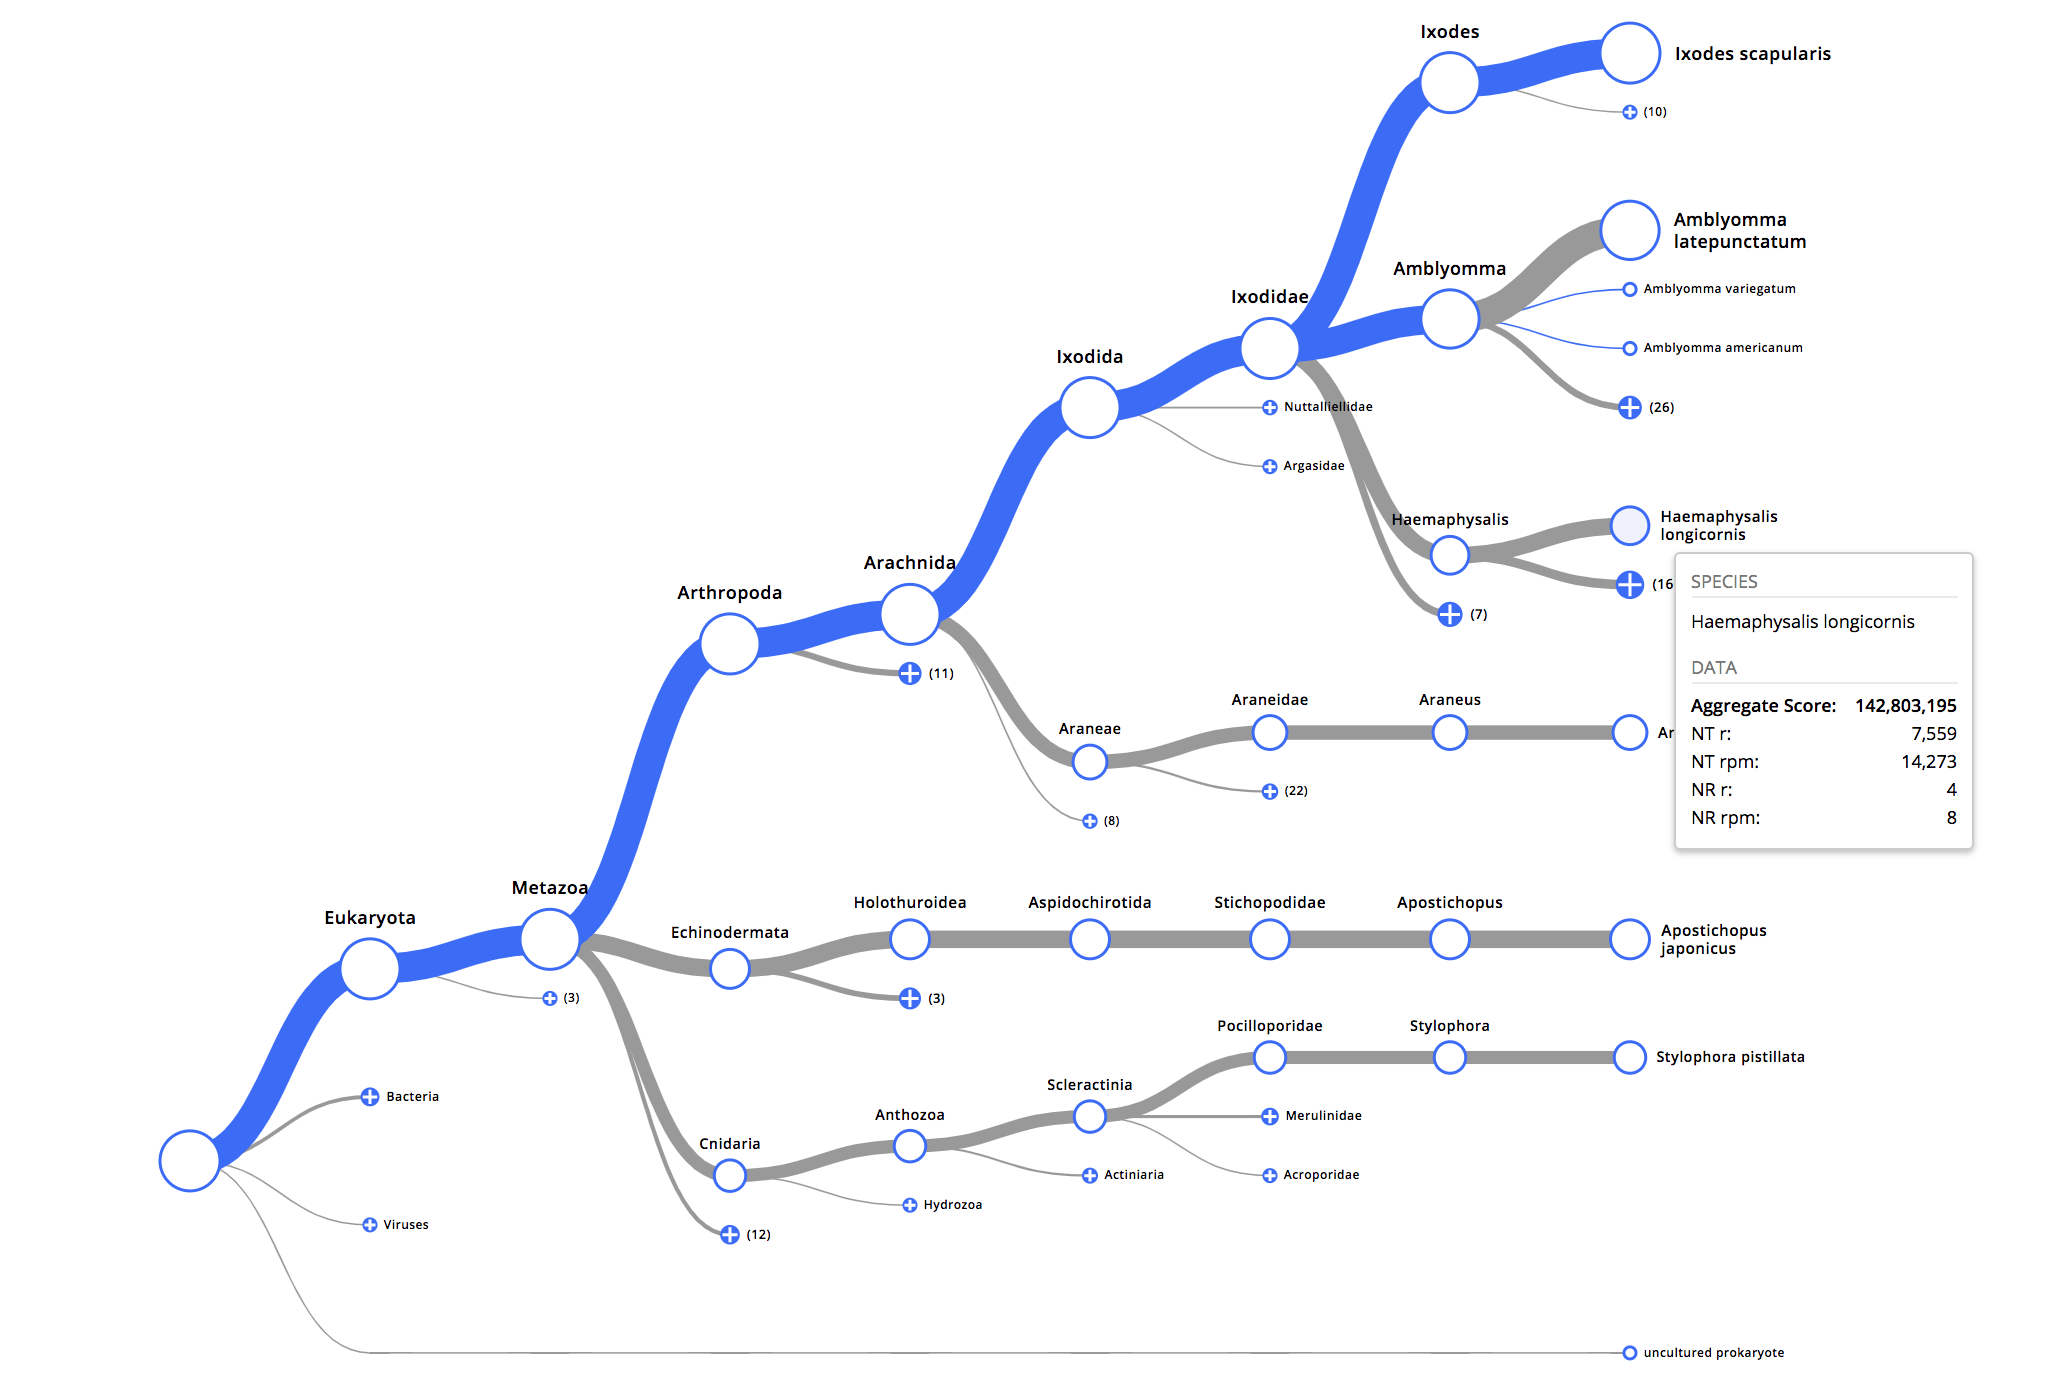 Ixodes
Ixodes scapularis
(10)
Amblyomma
latepunctatum
Amblyomma
Amblyomma variegatum
Ixodidae
Amblyomma americanum
Ixodida
Nuttalliellidae
(26)
Argasidae
Haemaphysalis
Haemaphysalis
longicornis
Arachnida
(16
SPECIES
Haemaphysalis longicornis
Arthropoda
(7)
DATA
(11)
Aggregate Score: 142,803,195
NT r: 7,559
NT rpm: 14,273
NR r: 4
NR rpm: 8
Araneidae
Araneus
Araneae
Ar
(22)
(8)
Metazoa
Eukaryota
Holothuroidea
Aspidochirotida
Stichopodidae
Apostichopus
Echinodermata
Apostichopus
japonicus
(3)
(3)
Pocilloporidae
Stylophora
Stylophora pistillata
Scleractinia
Bacteria
Anthozoa
Merulinidae
Cnidaria
Actiniaria
Acroporidae
Hydrozoa
Viruses
(12)
uncultured prokaryote